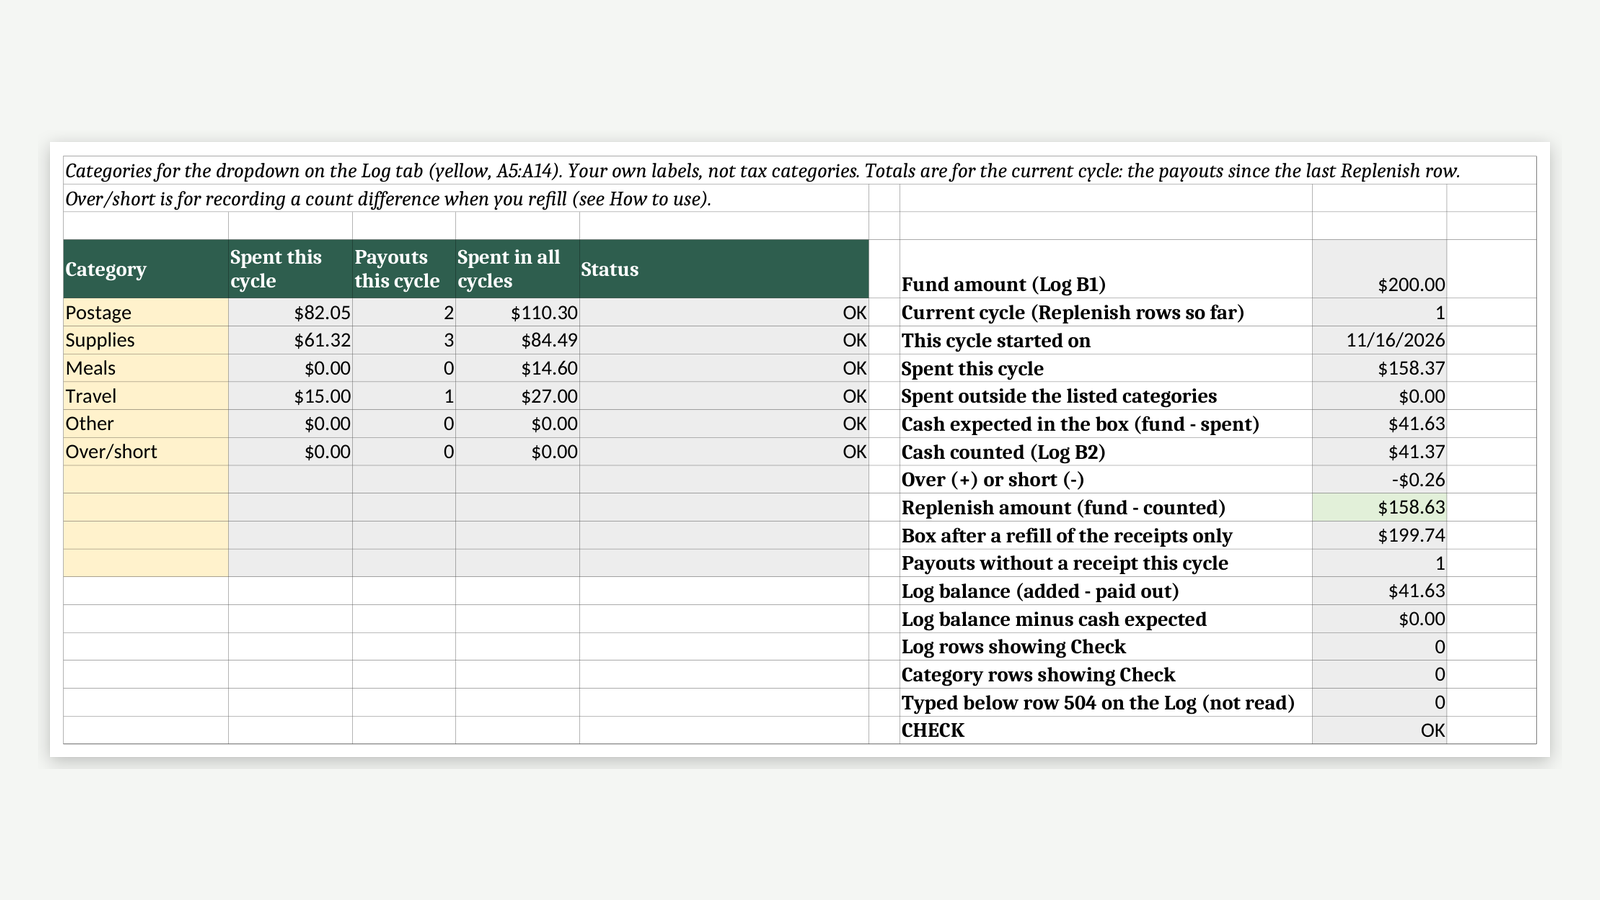 Categories for the dropdown on the Log tab (yellow, A5:A14). Your own labels, not tax categories. Totals are for the current cycle: the payouts since the last Replenish row.
Over/short is for recording a count difference when you refill (see How to use).
Category Spent this cycle Payouts this cycle Spent in all cycles Status Fund amount (Log B1) $200.00
Postage $82.05 2 $110.30 OK Current cycle (Replenish rows so far) 1
Supplies $61.32 3 $84.49 OK This cycle started on 11/16/2026
Meals $0.00 0 $14.60 OK Spent this cycle $158.37
Travel $15.00 1 $27.00 OK Spent outside the listed categories $0.00
Other $0.00 0 $0.00 OK Cash expected in the box (fund - spent) $41.63
Over/short $0.00 0 $0.00 OK Cash counted (Log B2) $41.37
Over (+) or short (-) -$0.26
Replenish amount (fund - counted) $158.63
Box after a refill of the receipts only $199.74
Payouts without a receipt this cycle 1
Log balance (added - paid out) $41.63
Log balance minus cash expected $0.00
Log rows showing Check 0
Category rows showing Check 0
Typed below row 504 on the Log (not read) 0
CHECK OK